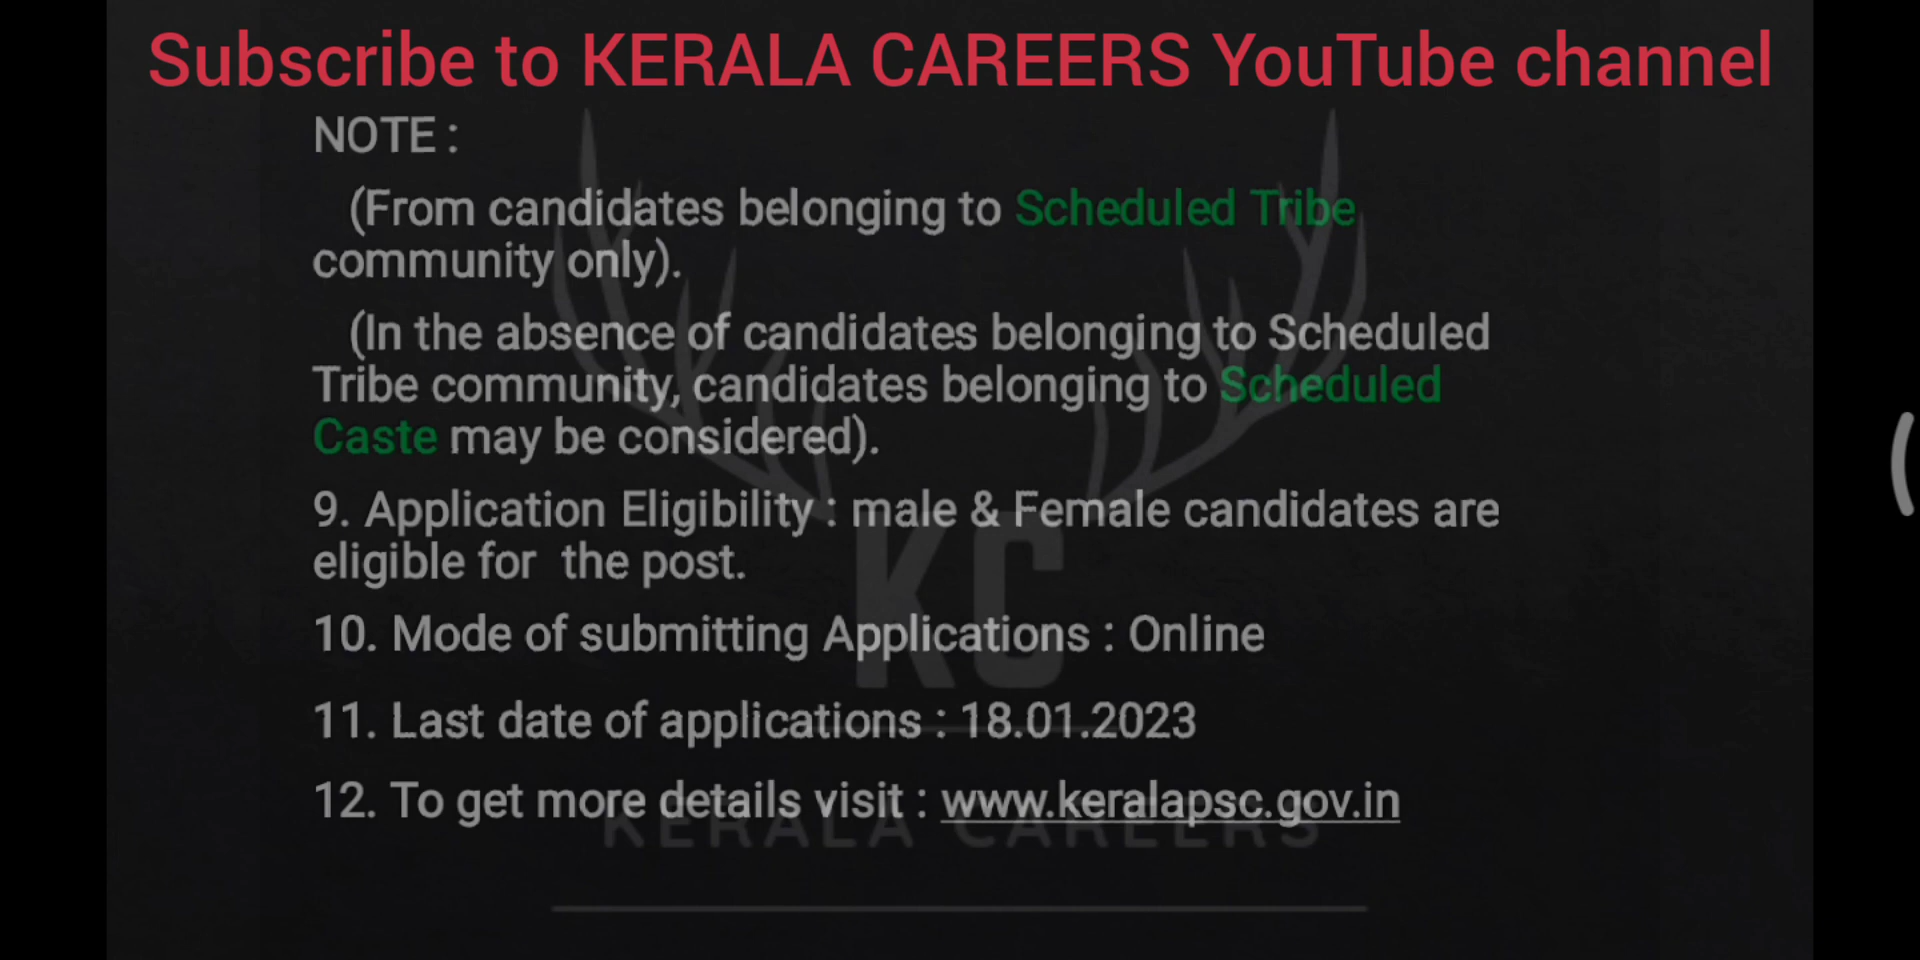 Subscribe to KERALA CAREERS YouTube channel
NOTE :
(From candidates belonging to Scheduled Tribe
community only).
(In the absence of candidates belonging to Scheduled
Tribe community, candidates belonging to Scheduled
Caste may be considered).
9. Application Eligibility : male & Female candidates are
eligible for  the post.
10. Mode of submitting Applications : Online
KC
11. Last date of applications : 18.01.2023
12. To get more details visit : www.keralapsc.gov.in
KERALA CAREERS